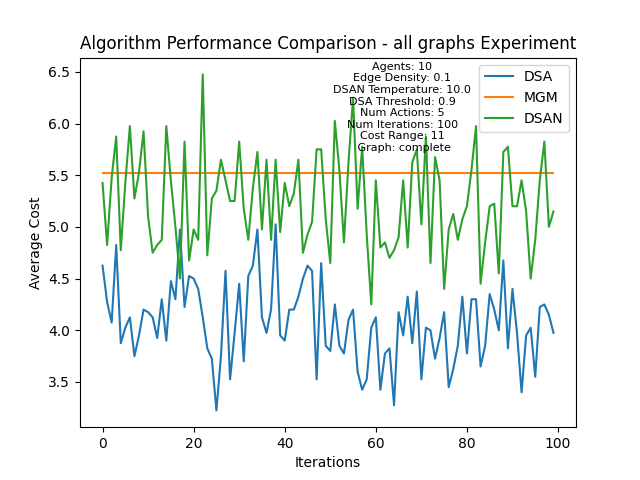 Algorithm Performance Comparison - all graphs Experiment
Agents: 10
Edge Density: 0.1
DSAN Temperature: 10.0
DSA Threshold: 0.9
Num Actions: 5
Num Iterations: 100
Cost Range: 11
Graph: complete
DSA
MGM
DSAN
Average Cost
6.5
6.0
5.5
5.0
4.5
4.0
3.5
0
20
40
60
80
100
Iterations